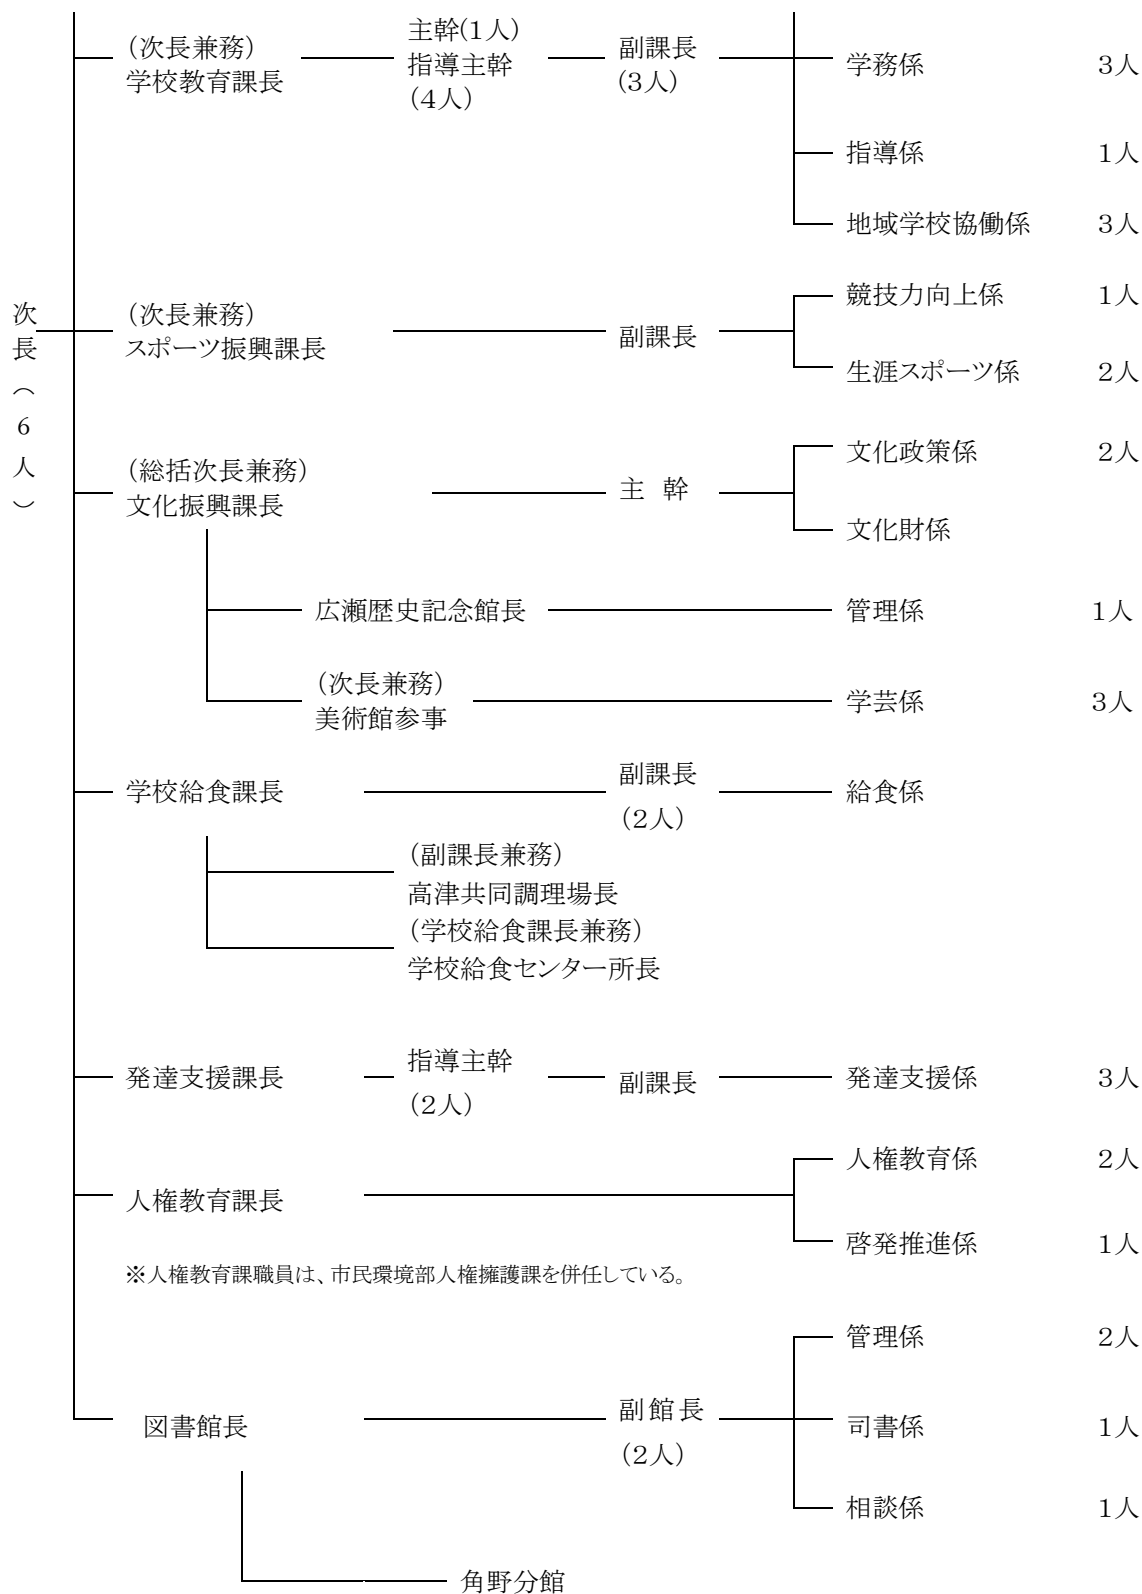 次長（6人）
（次長兼務）
学校教育課長
主幹(1人)
指導主幹
（4人）
副課長
(3人)
学務係　3人
指導係　1人
地域学校協働係　3人
（次長兼務）
スポーツ振興課長
副課長
競技力向上係　1人
生涯スポーツ係　2人
（総括次長兼務）
文化振興課長
主 幹
文化政策係　2人
文化財係
広瀬歴史記念館長
管理係　1人
（次長兼務）
美術館参事
学芸係　3人
学校給食課長
副課長
（2人）
給食係
（副課長兼務）
高津共同調理場長
（学校給食課長兼務）
学校給食センター所長
発達支援課長
指導主幹
（2人）
副課長
発達支援係　3人
人権教育課長
人権教育係　2人
啓発推進係　1人
※人権教育課職員は、市民環境部人権擁護課を併任している。
図書館長
副館長
（2人）
管理係　2人
司書係　1人
相談係　1人
角野分館